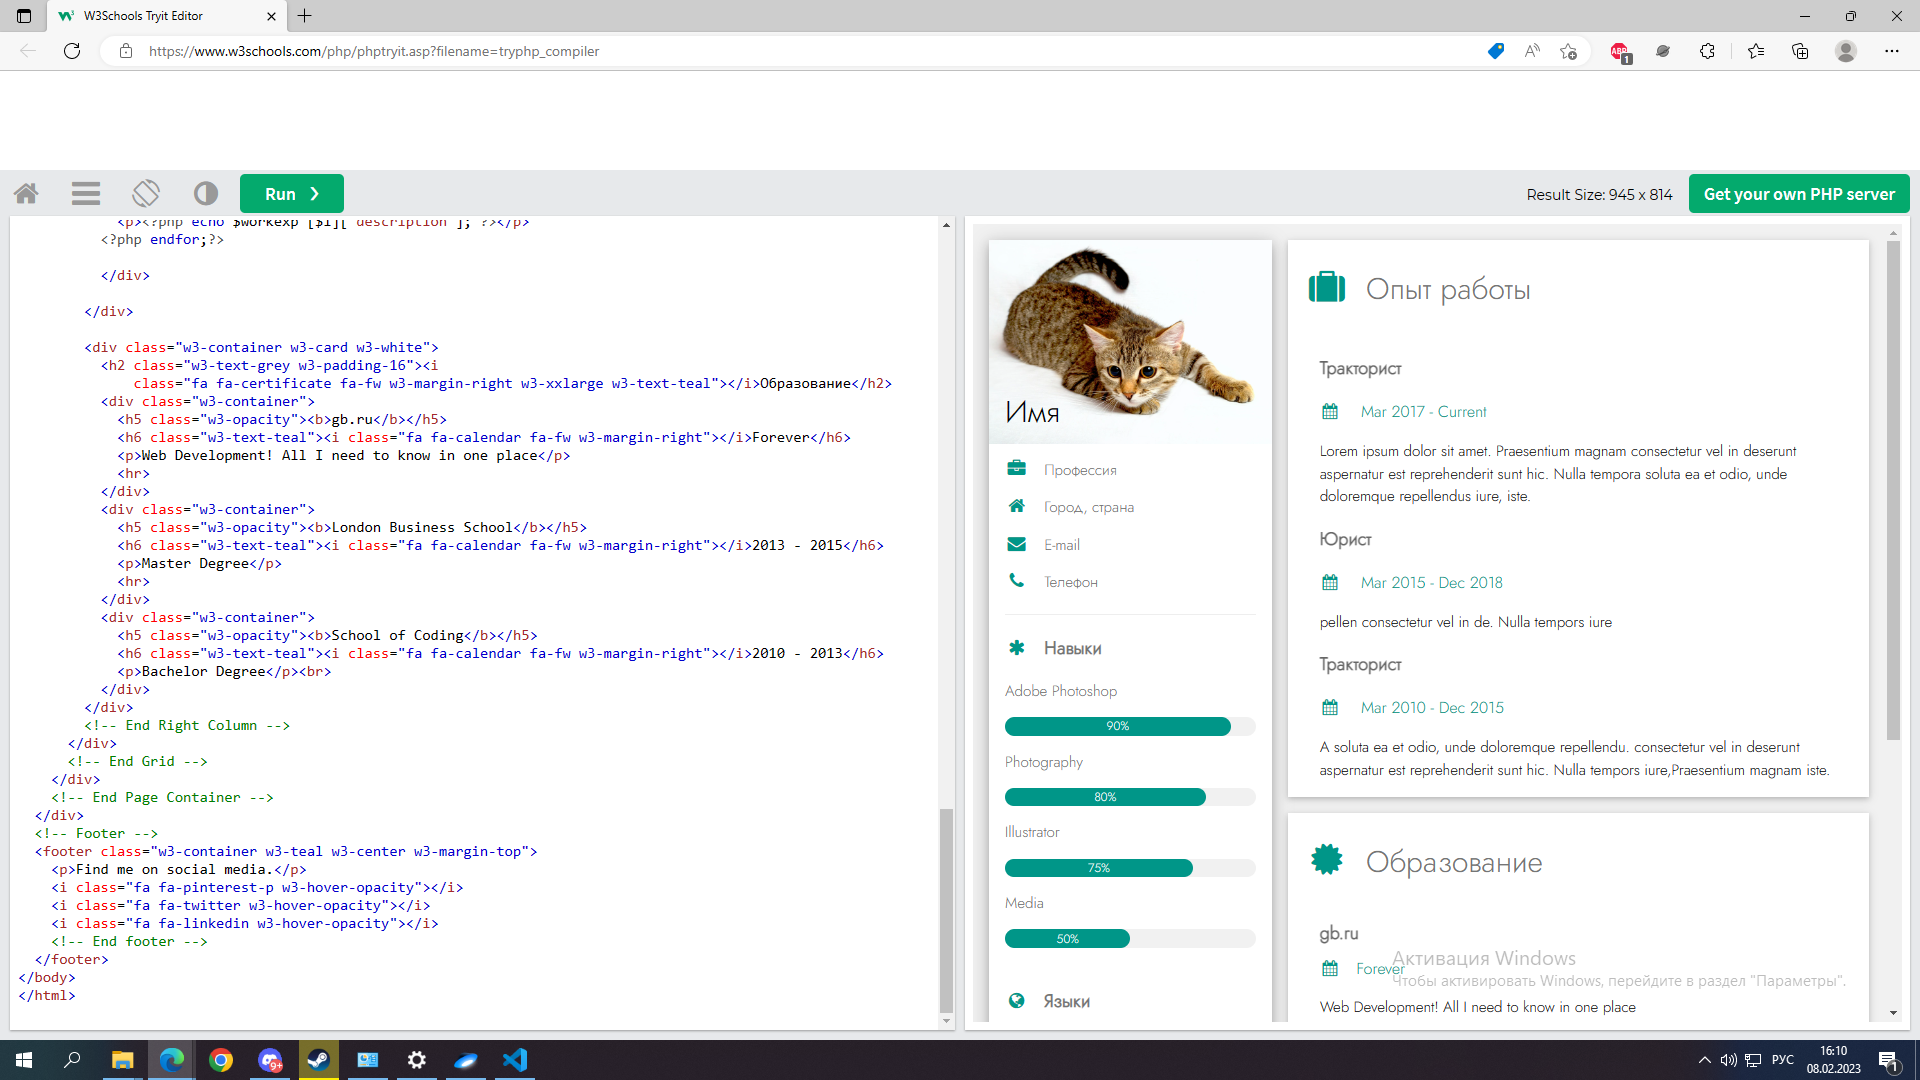 W3Schools Tryit Editor
https://www.w3schools.com/php/phptryit.asp?filename=tryphp_compiler
ABP
1
Run ❯
Result Size: 945 x 814
Get your own PHP server
<p><?php echo $workexp [$i][ description ]; ?></p>
<?php endfor;?>
</div>
</div>
<div class="w3-container w3-card w3-white">
<h2 class="w3-text-grey w3-padding-16"><i
class="fa fa-certificate fa-fw w3-margin-right w3-xxlarge w3-text-teal"></i>Образование</h2>
<div class="w3-container">
<h5 class="w3-opacity"><b>gb.ru</b></h5>
<h6 class="w3-text-teal"><i class="fa fa-calendar fa-fw w3-margin-right"></i>Forever</h6>
<p>Web Development! All I need to know in one place</p>
<hr>
</div>
<div class="w3-container">
<h5 class="w3-opacity"><b>London Business School</b></h5>
<h6 class="w3-text-teal"><i class="fa fa-calendar fa-fw w3-margin-right"></i>2013 - 2015</h6>
<p>Master Degree</p>
<hr>
</div>
<div class="w3-container">
<h5 class="w3-opacity"><b>School of Coding</b></h5>
<h6 class="w3-text-teal"><i class="fa fa-calendar fa-fw w3-margin-right"></i>2010 - 2013</h6>
<p>Bachelor Degree</p><br>
</div>
</div>
<!-- End Right Column -->
</div>
<!-- End Grid -->
</div>
<!-- End Page Container -->
</div>
<!-- Footer -->
<footer class="w3-container w3-teal w3-center w3-margin-top">
<p>Find me on social media.</p>
<i class="fa fa-pinterest-p w3-hover-opacity"></i>
<i class="fa fa-twitter w3-hover-opacity"></i>
<i class="fa fa-linkedin w3-hover-opacity"></i>
<!-- End footer -->
</footer>
</body>
</html>
Имя
Профессия
Город, страна
E-mail
Телефон
Навыки
Adobe Photoshop
90%
Photography
80%
Illustrator
75%
Media
50%
Языки
Опыт работы
Тракторист
Mar 2017 - Current
Lorem ipsum dolor sit amet. Praesentium magnam consectetur vel in deserunt
aspernatur est reprehenderit sunt hic. Nulla tempora soluta ea et odio, unde
doloremque repellendus iure, iste.
Юрист
Mar 2015 - Dec 2018
pellen consectetur vel in de. Nulla tempors iure
Тракторист
Mar 2010 - Dec 2015
A soluta ea et odio, unde doloremque repellendu. consectetur vel in deserunt
aspernatur est reprehenderit sunt hic. Nulla tempors iure,Praesentium magnam iste.
Образование
gb.ru
Forever
Web Development! All I need to know in one place
Активация Windows
Чтобы активировать Windows, перейдите в раздел "Параметры".
9+
РУС
16:10
08.02.2023
1